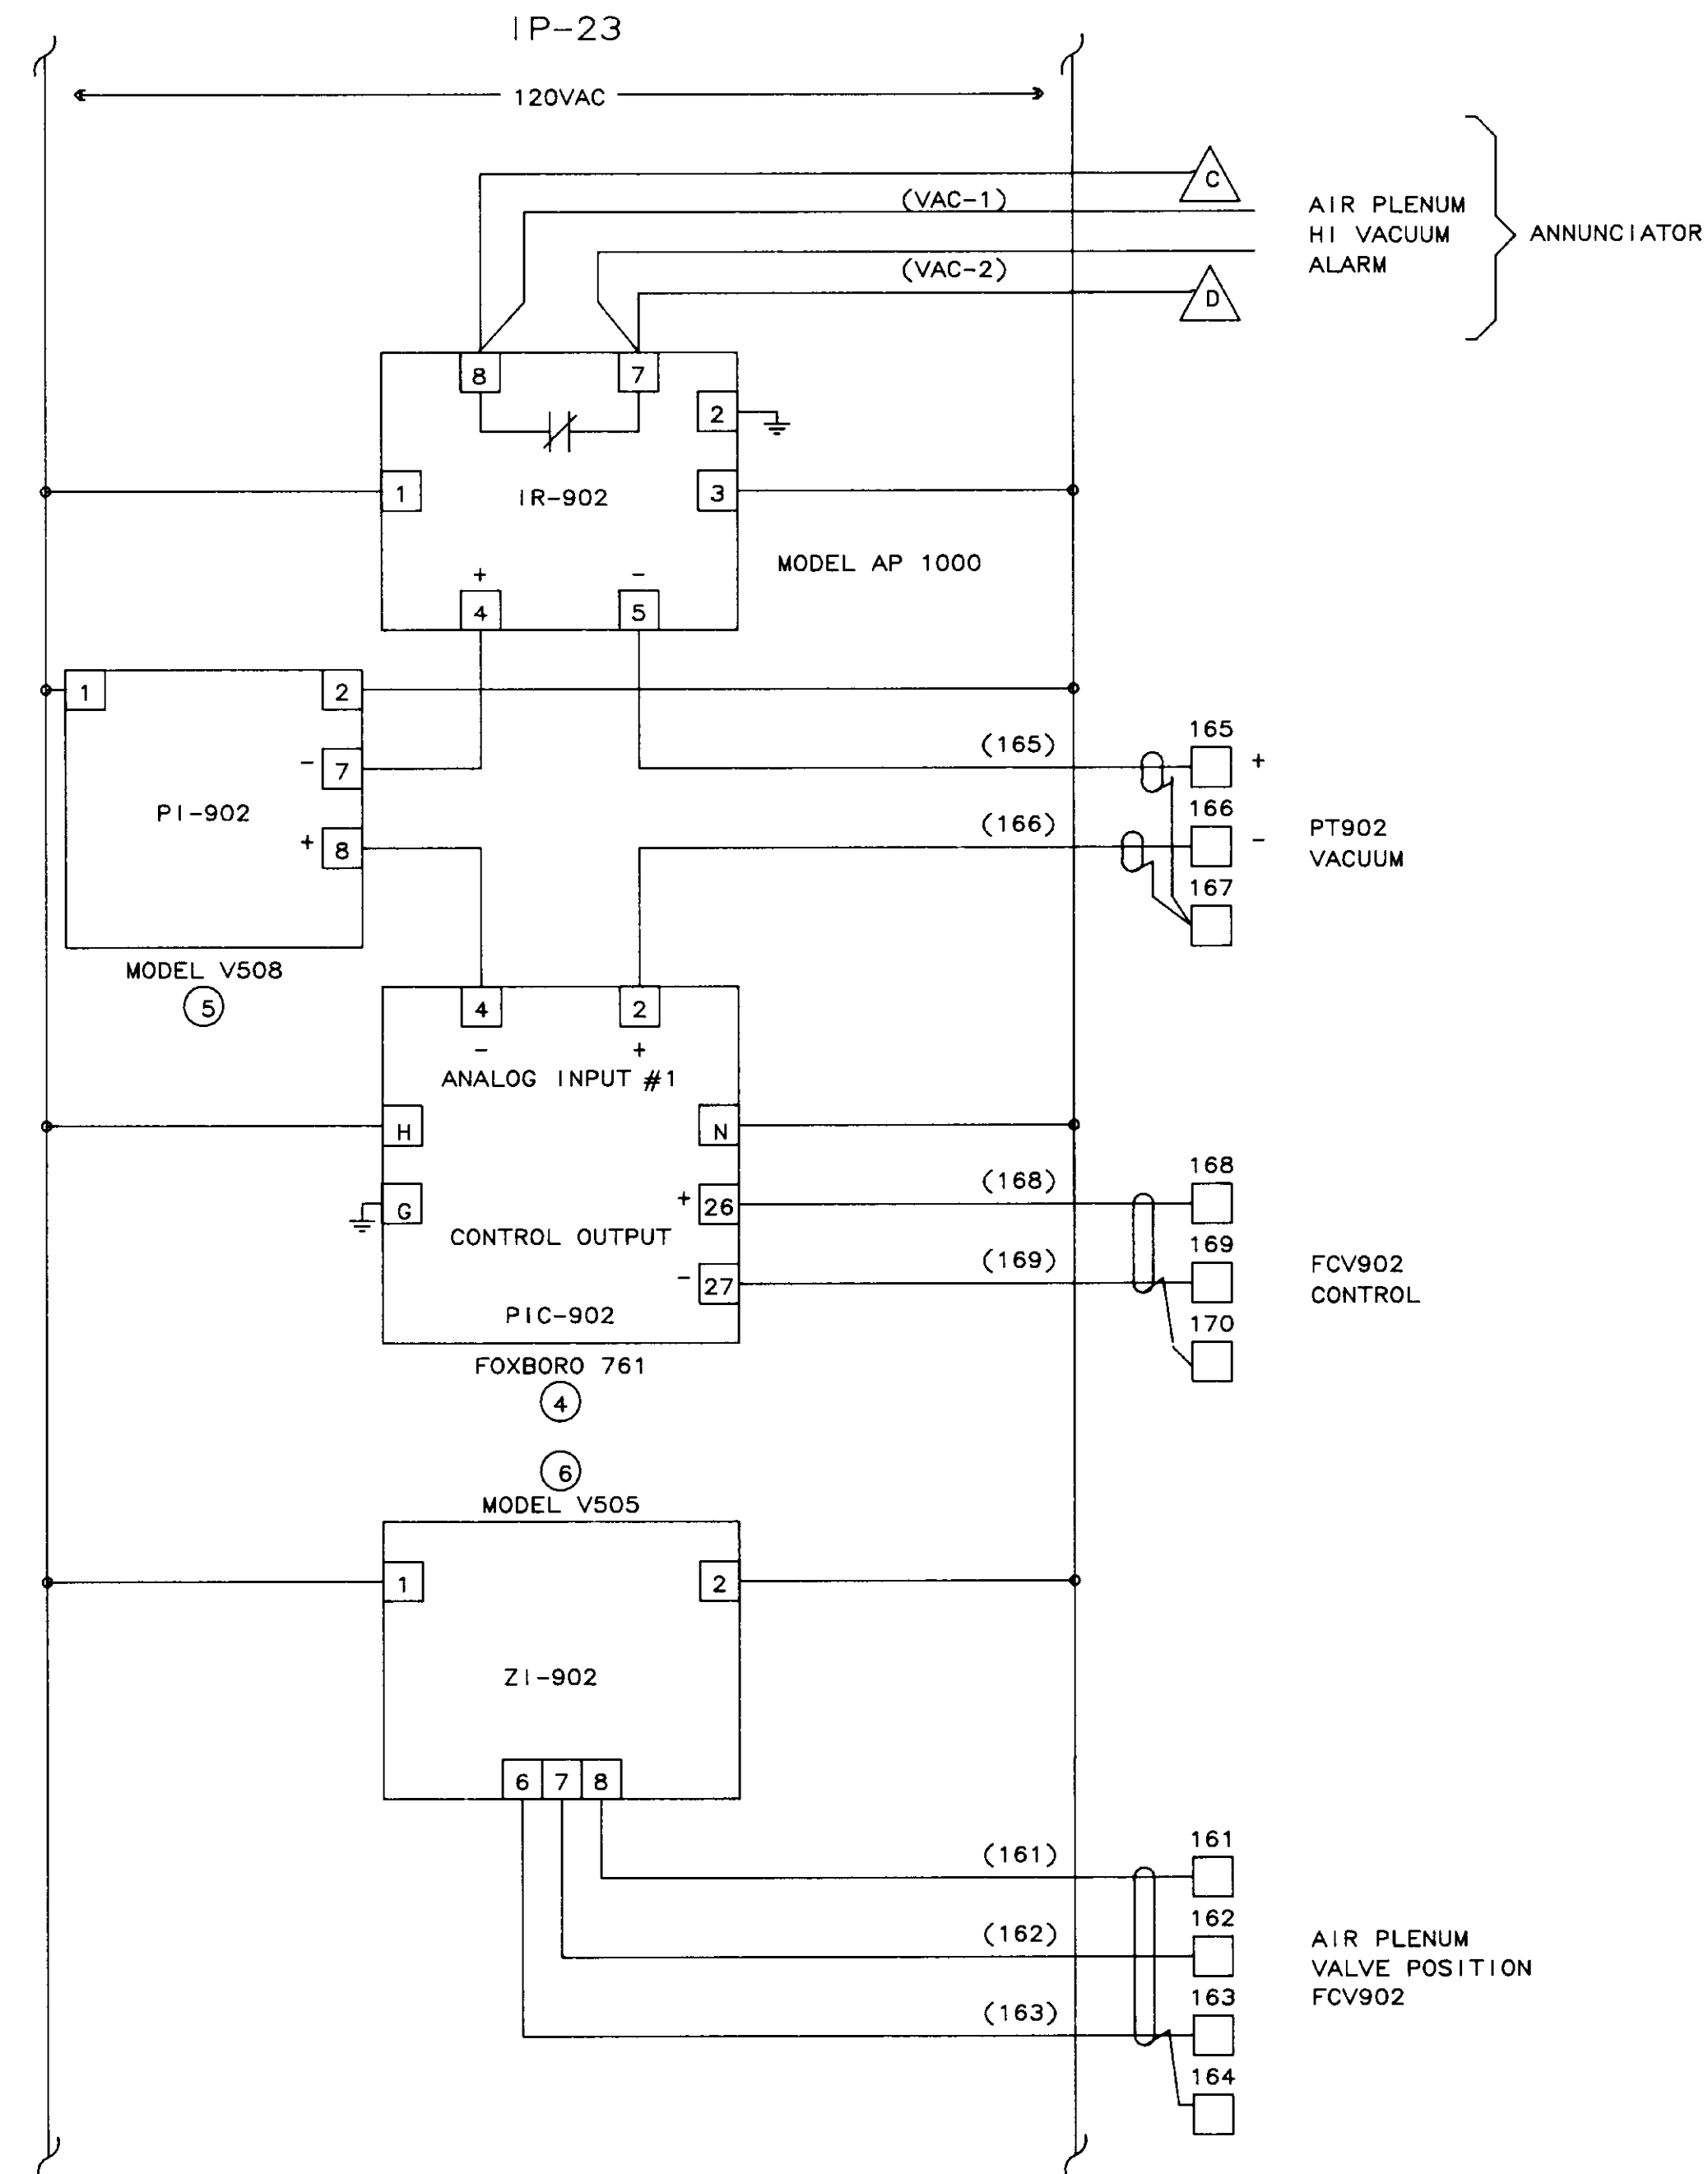 IP-23
120VAC
C
(VAC-1)
AIR PLENUM
HI VACUUM
ALARM
ANNUNCIATOR
(VAC-2)
D
8
7
2
1
IR-902
3
MODEL AP 1000
+
-
4
5
1
2
- 7
PI-902
+ 8
MODEL V508
5
(165)
165
+
(166)
166
-
PT902
VACUUM
167
4
2
-
+
ANALOG INPUT #1
H
N
G
+ 26
CONTROL OUTPUT
- 27
PIC-902
FOXBORO 761
4
(168)
168
(169)
169
FCV902
CONTROL
170
6
MODEL V505
1
2
ZI-902
6
7
8
(161)
161
(162)
162
AIR PLENUM
VALVE POSITION
FCV902
(163)
163
164